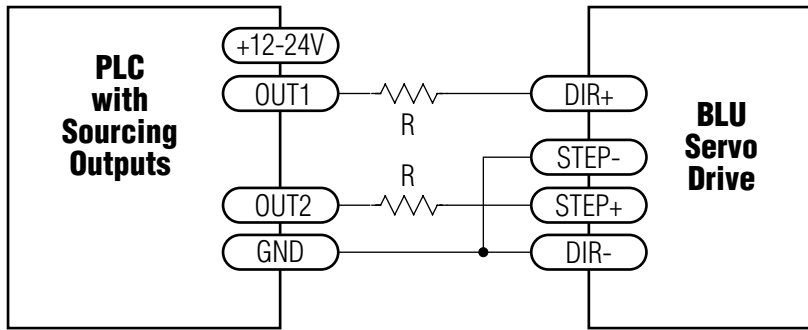 PLC
with
Sourcing
Outputs
+12-24V
OUT1
R
DIR+
STEP-
R
OUT2
STEP+
GND
DIR-
BLU
Servo
Drive